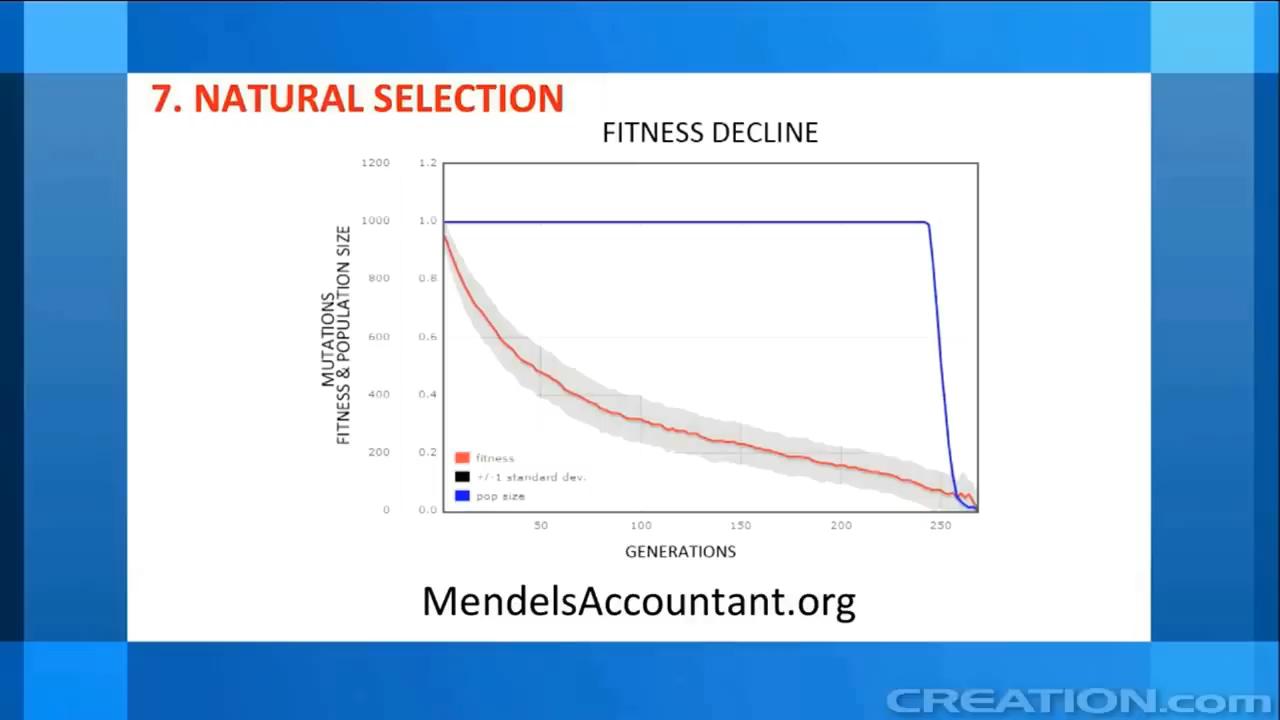 7. NATURAL SELECTION
FITNESS DECLINE
MUTATIONS
FITNESS & POPULATION SIZE
1200 1.2
1000 1.0
800 0.8
600 0.6
400 0.4
200 0.2
0 0.0
fitness
+/-1 standard dev.
pop size
50 100 150 200 250
GENERATIONS
MendelsAccountant.org
CREATION.com